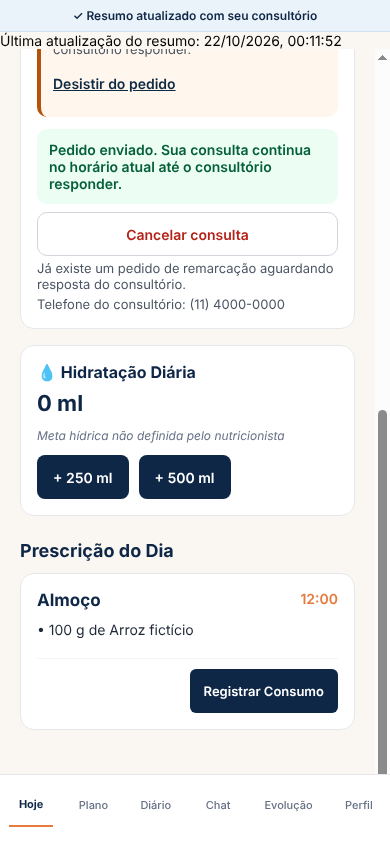 ✓ Resumo atualizado com seu consultório
Última atualização do resumo: 22/10/2026, 00:11:52
consultório responder.
Desistir do pedido
Pedido enviado. Sua consulta continua
no horário atual até o consultório
responder.
Cancelar consulta
Já existe um pedido de remarcação aguardando
resposta do consultório.
Telefone do consultório: (11) 4000-0000
💧 Hidratação Diária
0 ml
Meta hídrica não definida pelo nutricionista
+ 250 ml
+ 500 ml
Prescrição do Dia
Almoço
12:00
• 100 g de Arroz fictício
Registrar Consumo
Hoje
Plano
Diário
Chat
Evolução
Perfil